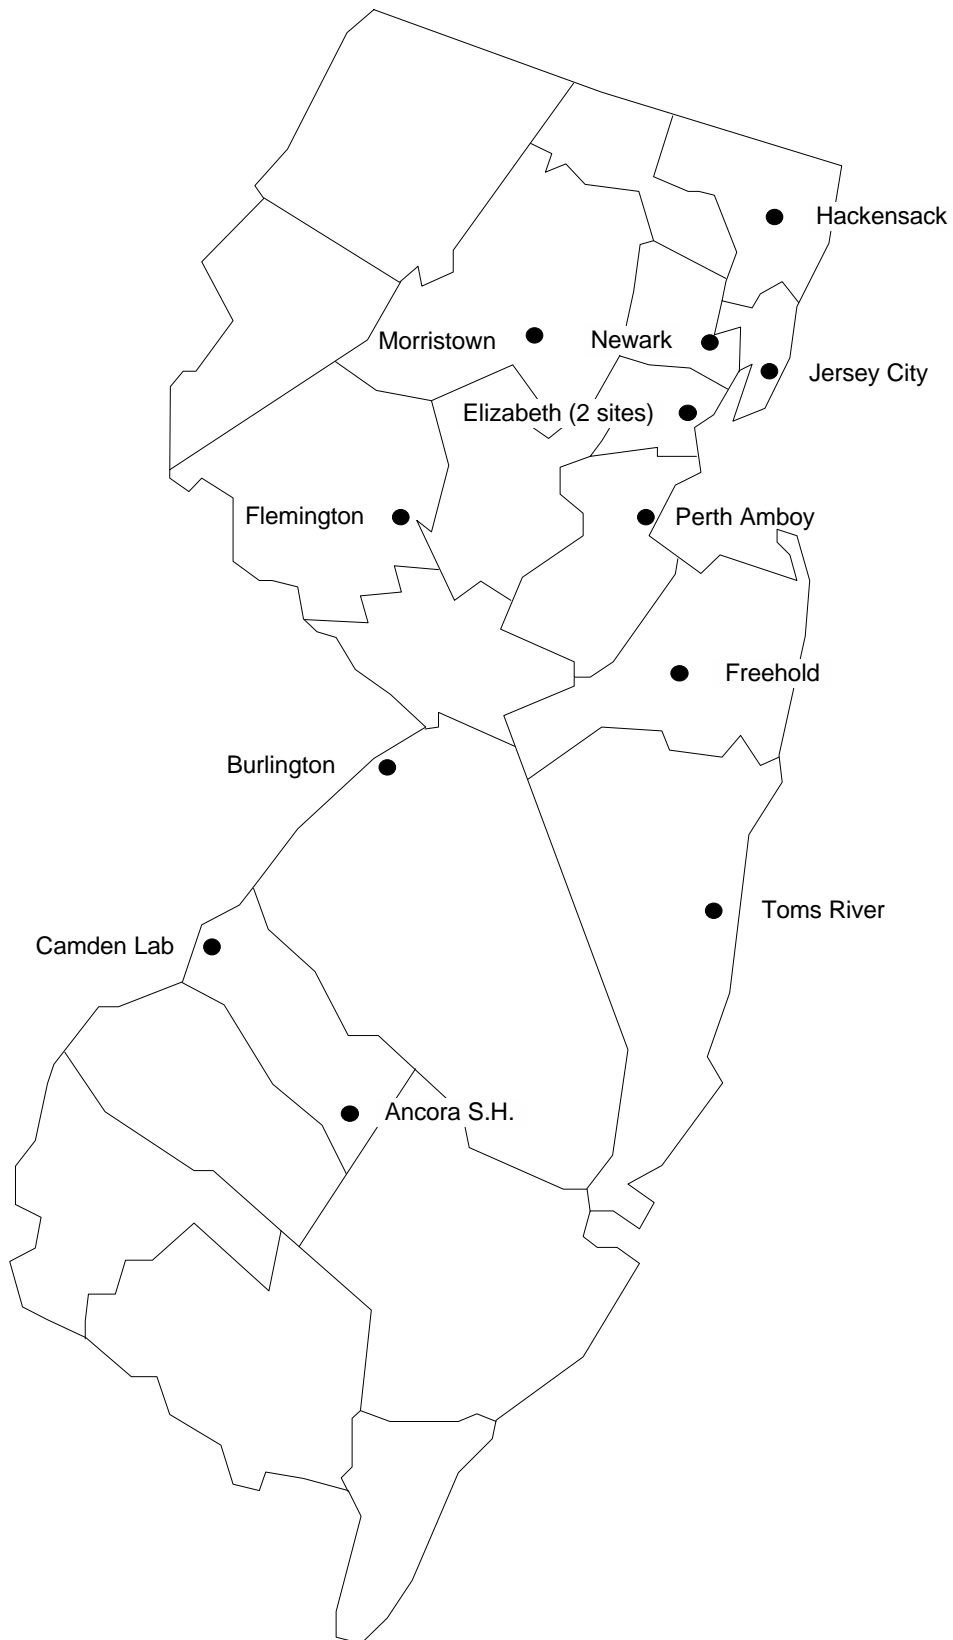 Hackensack
Morristown
Newark
Jersey City
Elizabeth (2 sites)
Flemington
Perth Amboy
Freehold
Burlington
Toms River
Camden Lab
Ancora S.H.